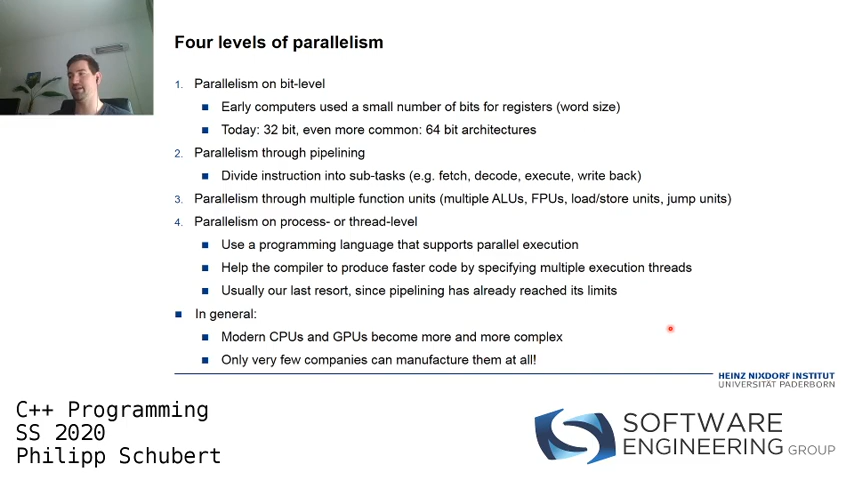 Four levels of parallelism
1. Parallelism on bit-level
■ Early computers used a small number of bits for registers (word size)
■ Today: 32 bit, even more common: 64 bit architectures
2. Parallelism through pipelining
■ Divide instruction into sub-tasks (e.g. fetch, decode, execute, write back)
3. Parallelism through multiple function units (multiple ALUs, FPUs, load/store units, jump units)
4. Parallelism on process- or thread-level
■ Use a programming language that supports parallel execution
■ Help the compiler to produce faster code by specifying multiple execution threads
■ Usually our last resort, since pipelining has already reached its limits
■ In general:
■ Modern CPUs and GPUs become more and more complex
■ Only very few companies can manufacture them at all!
HEINZ NIXDORF INSTITUT
UNIVERSITÄT PADERBORN
C++ Programming
SS 2020
Philipp Schubert
SOFTWARE
ENGINEERING GROUP